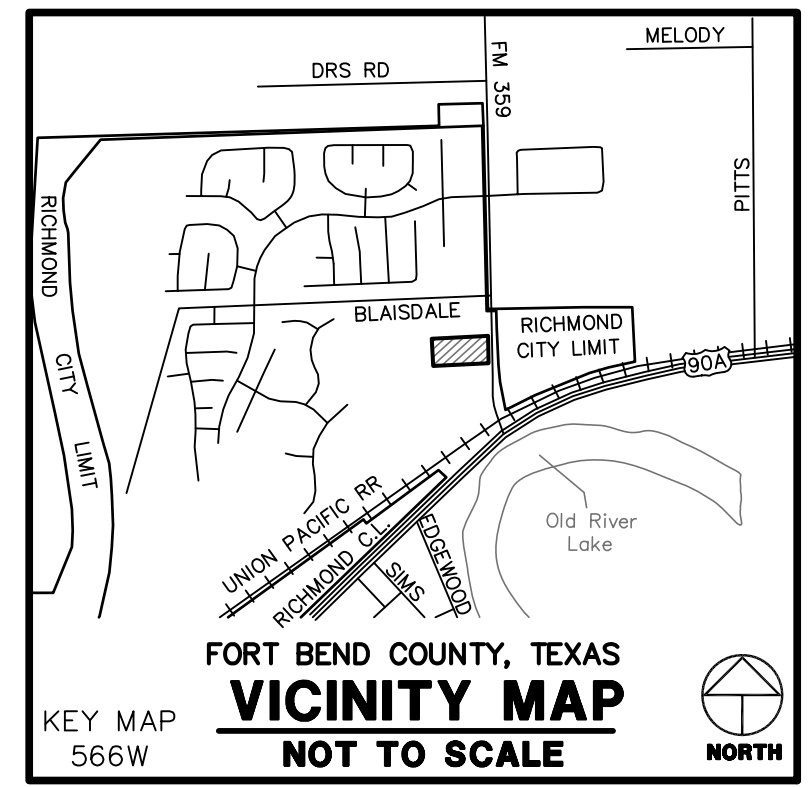 MELODY
DRS RD
FM 359
PITTS
RICHMOND
CITY
LIMIT
BLAISDALE
RICHMOND
CITY LIMIT
90A
UNION PACIFIC RR
RICHMOND C.L.
SIMS
EDGEWOOD
Old River
Lake
FORT BEND COUNTY, TEXAS
VICINITY MAP
NOT TO SCALE
KEY MAP
566W
NORTH